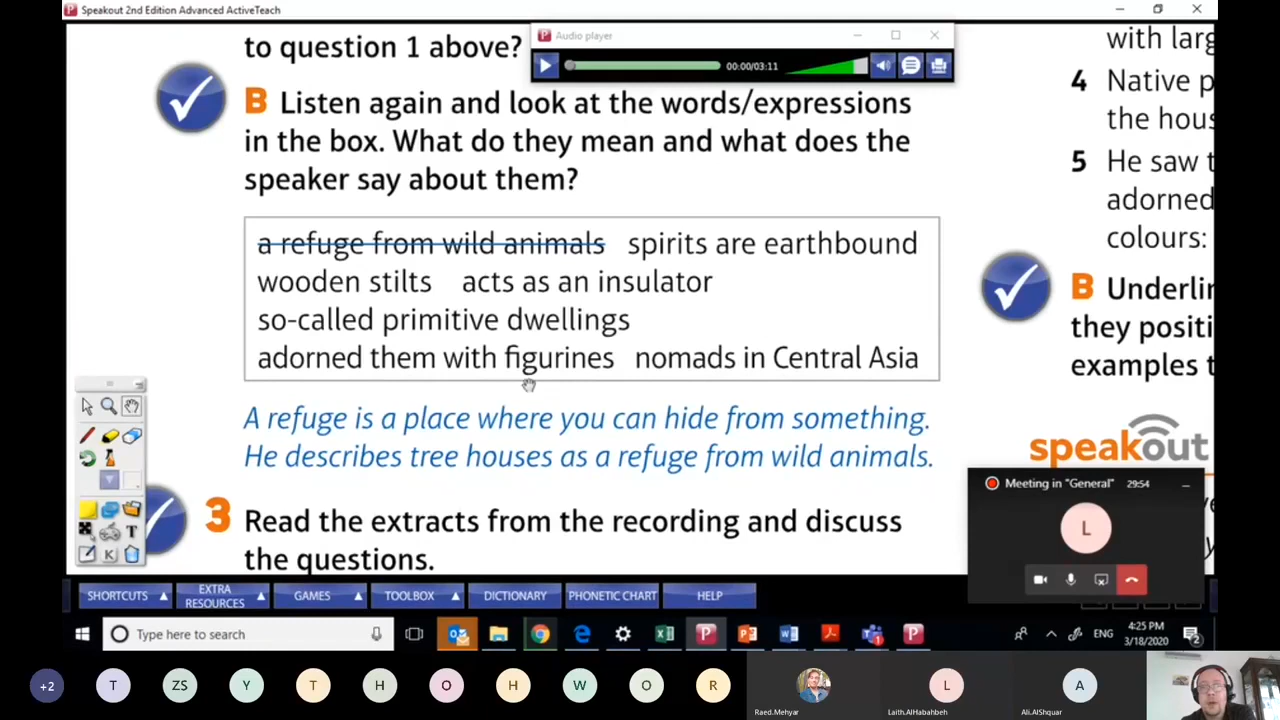 Speakout 2nd Edition Advanced ActiveTeach
to question 1 above?
Audio player
00:00/03:11
B Listen again and look at the words/expressions
in the box. What do they mean and what does the
speaker say about them?
a refuge from wild animals spirits are earthbound
wooden stilts acts as an insulator
so-called primitive dwellings
adorned them with figurines nomads in Central Asia
A refuge is a place where you can hide from something.
He describes tree houses as a refuge from wild animals.
3 Read the extracts from the recording and discuss
the questions.
with larg
4 Native p
the hous
5 He saw t
adorned
colours:
B Underlin
they positi
examples t
speakout
Meeting in "General" 29:54
L
SHORTCUTS EXTRA RESOURCES GAMES TOOLBOX DICTIONARY PHONETIC CHART HELP
Type here to search
ENG
4:25 PM
3/18/2020
+2 T ZS Y T H O H W O R L A
Raed.Mehyar Laith.AlHabahbeh Ali.AlShquar